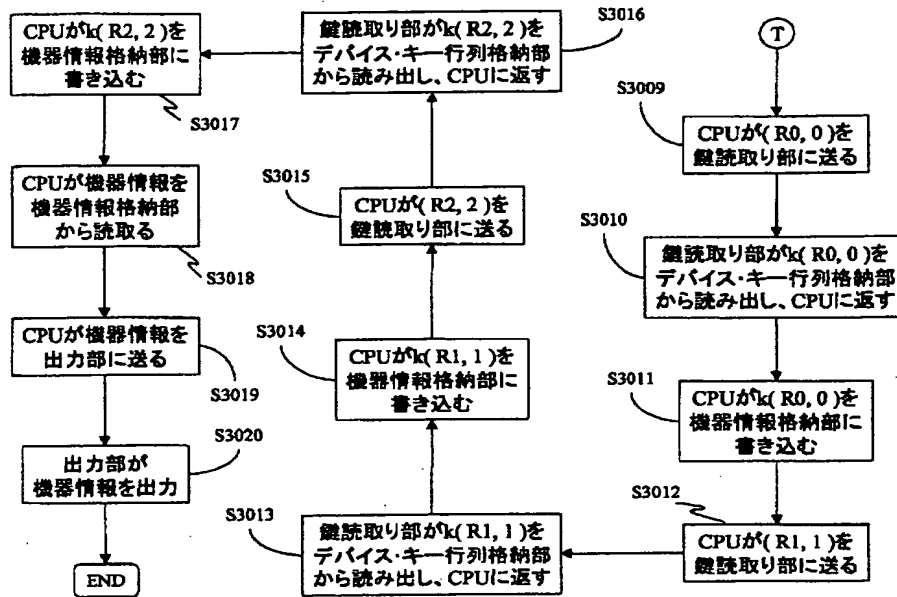 T
S3009
CPUが( R0, 0 )を
鍵読取り部に送る
S3010
鍵読取り部がk( R0, 0 )を
デバイス・キー行列格納部
から読み出し、CPUに返す
S3011
CPUがk( R0, 0 )を
機器情報格納部に
書き込む
S3012
CPUが( R1, 1 )を
鍵読取り部に送る
S3013
鍵読取り部がk( R1, 1 )を
デバイス・キー行列格納部
から読み出し、CPUに返す
S3014
CPUがk( R1, 1 )を
機器情報格納部に
書き込む
S3015
CPUが( R2, 2 )を
鍵読取り部に送る
S3016
鍵読取り部がk( R2, 2 )を
デバイス・キー行列格納部
から読み出し、CPUに返す
CPUがk( R2, 2 )を
機器情報格納部に
書き込む
S3017
CPUが機器情報を
機器情報格納部
から読取る
S3018
CPUが機器情報を
出力部に送る
S3019
S3020
出力部が
機器情報を出力
END